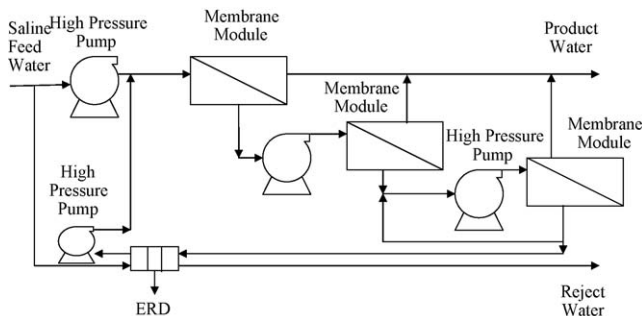 Saline
Feed
Water
High Pressure
Pump
Membrane
Module
Product
Water
Membrane
Module
High Pressure
Pump
Membrane
Module
High
Pressure
Pump
ERD
Reject
Water